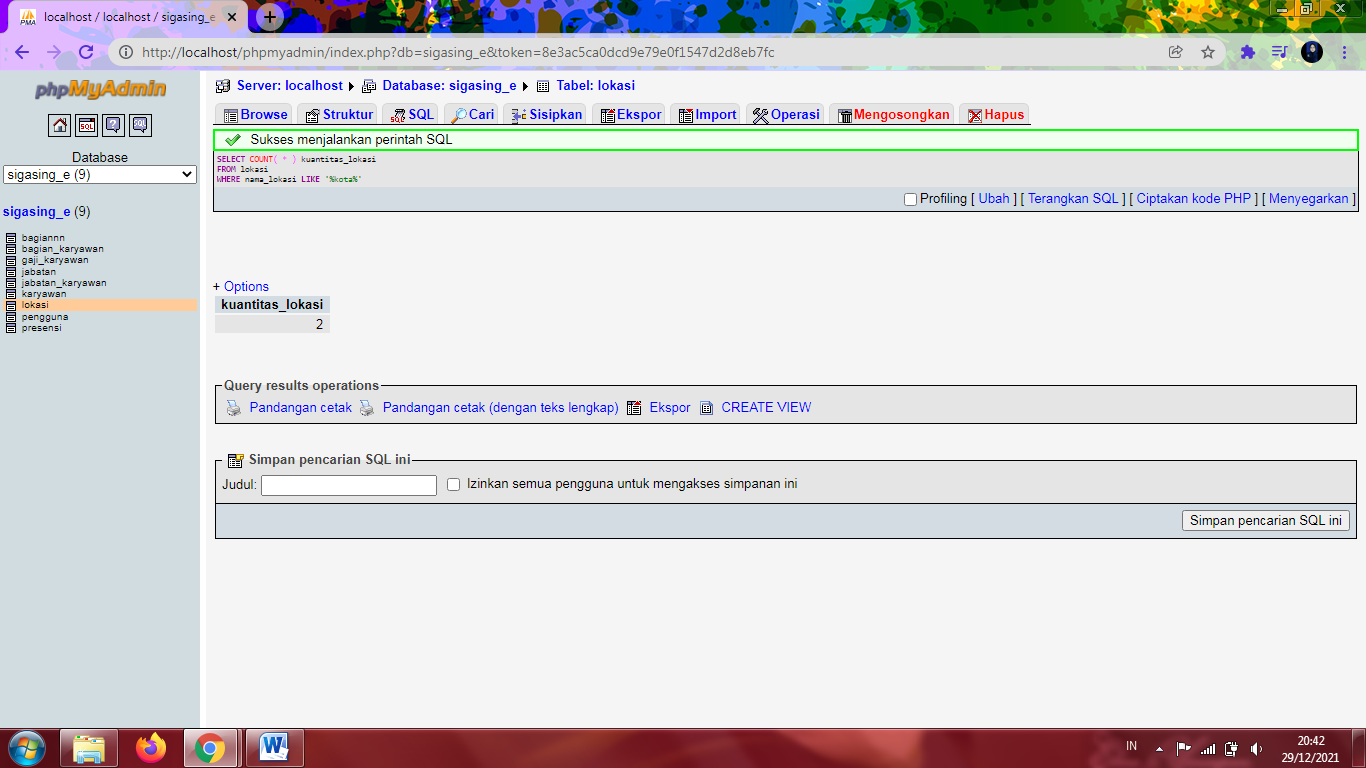 localhost / localhost / sigasing_e
http://localhost/phpmyadmin/index.php?db=sigasing_e&token=8e3ac5ca0dcd9e79e0f1547d2d8eb7fc
phpMyAdmin
Database
sigasing_e (9)
sigasing_e (9)
bagiannn
bagian_karyawan
gaji_karyawan
jabatan
jabatan_karyawan
karyawan
lokasi
pengguna
presensi
Server: localhost Database: sigasing_e Tabel: lokasi
Browse Struktur SQL Cari Sisipkan Ekspor Import Operasi Mengosongkan Hapus
Sukses menjalankan perintah SQL
SELECT COUNT( * ) kuantitas_lokasi
FROM lokasi
WHERE nama_lokasi LIKE '%kota%'
Profiling [ Ubah ] [ Terangkan SQL ] [ Ciptakan kode PHP ] [ Menyegarkan ]
+ Options
kuantitas_lokasi
2
Query results operations
Pandangan cetak Pandangan cetak (dengan teks lengkap) Ekspor CREATE VIEW
Simpan pencarian SQL ini
Judul: Izinkan semua pengguna untuk mengakses simpanan ini
Simpan pencarian SQL ini
IN
20:42
29/12/2021